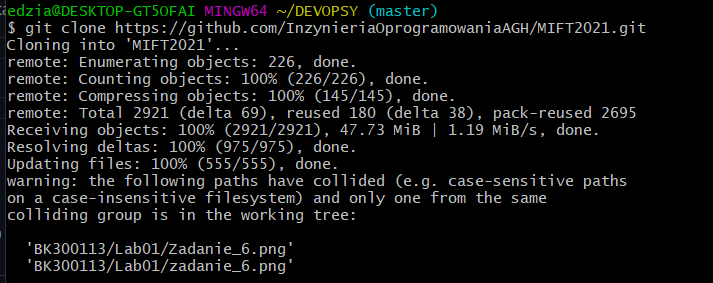 edzia@DESKTOP-GT5OFAI MINGW64 ~/DEVOPSY (master)
$ git clone https://github.com/InzynieriaOprogramowaniaAGH/MIFT2021.git
Cloning into 'MIFT2021'...
remote: Enumerating objects: 226, done.
remote: Counting objects: 100% (226/226), done.
remote: Compressing objects: 100% (145/145), done.
remote: Total 2921 (delta 69), reused 180 (delta 38), pack-reused 2695
Receiving objects: 100% (2921/2921), 47.73 MiB | 1.19 MiB/s, done.
Resolving deltas: 100% (975/975), done.
Updating files: 100% (555/555), done.
warning: the following paths have collided (e.g. case-sensitive paths
on a case-insensitive filesystem) and only one from the same
colliding group is in the working tree:

  'BK300113/Lab01/Zadanie_6.png'
  'BK300113/Lab01/zadanie_6.png'